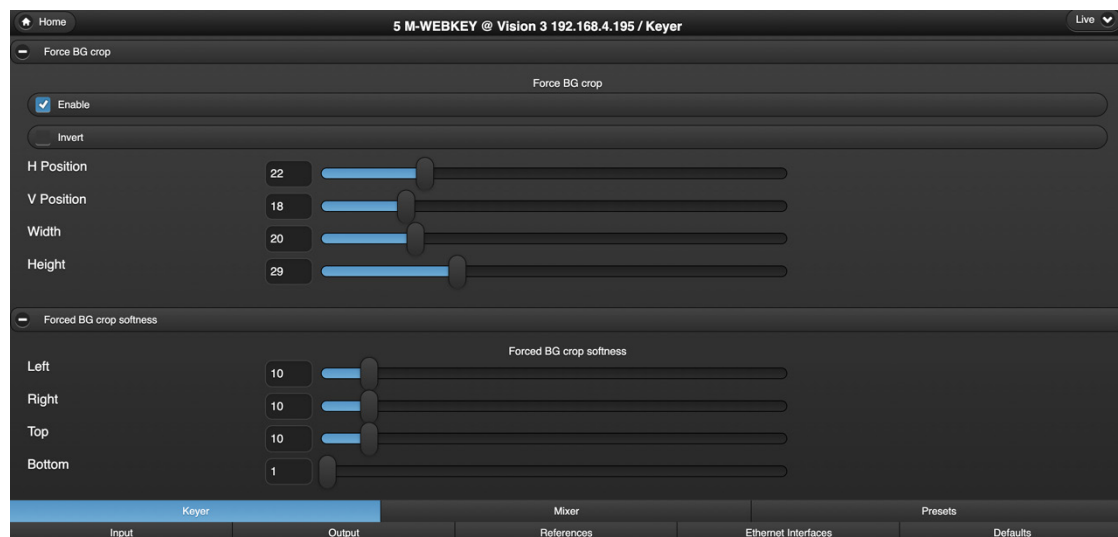 Home
5 M-WEBKEY @ Vision 3 192.168.4.195 / Keyer
Live
Force BG crop
Force BG crop
Enable
Invert
H Position 22
V Position 18
Width 20
Height 29
Forced BG crop softness
Forced BG crop softness
Left 10
Right 10
Top 10
Bottom 1
Keyer Mixer Presets
Input Output References Ethernet Interfaces Defaults